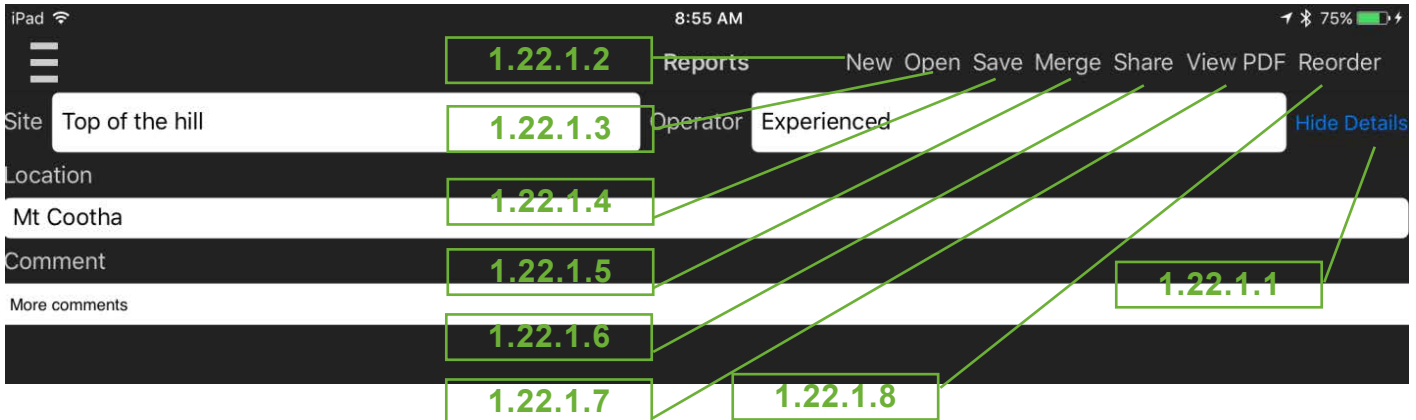 iPad 8:55 AM 75%
1.22.1.2 Reports New Open Save Merge Share View PDF Reorder
Site Top of the hill 1.22.1.3 Operator Experienced Hide Details
Location
1.22.1.4
Mt Cootha
Comment 1.22.1.5
1.22.1.1
More comments
1.22.1.6
1.22.1.7 1.22.1.8